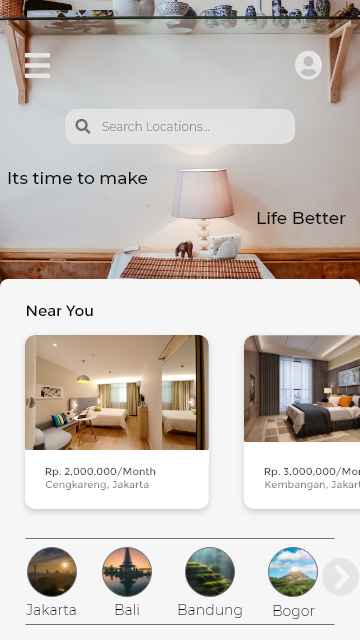 Search Locations...
Its time to make
Life Better
Near You
Rp. 2,000,000/Month
Cengkareng, Jakarta
Rp. 3,000,000/Mon
Kembangan, Jakart
Jakarta
Bali
Bandung
Bogor